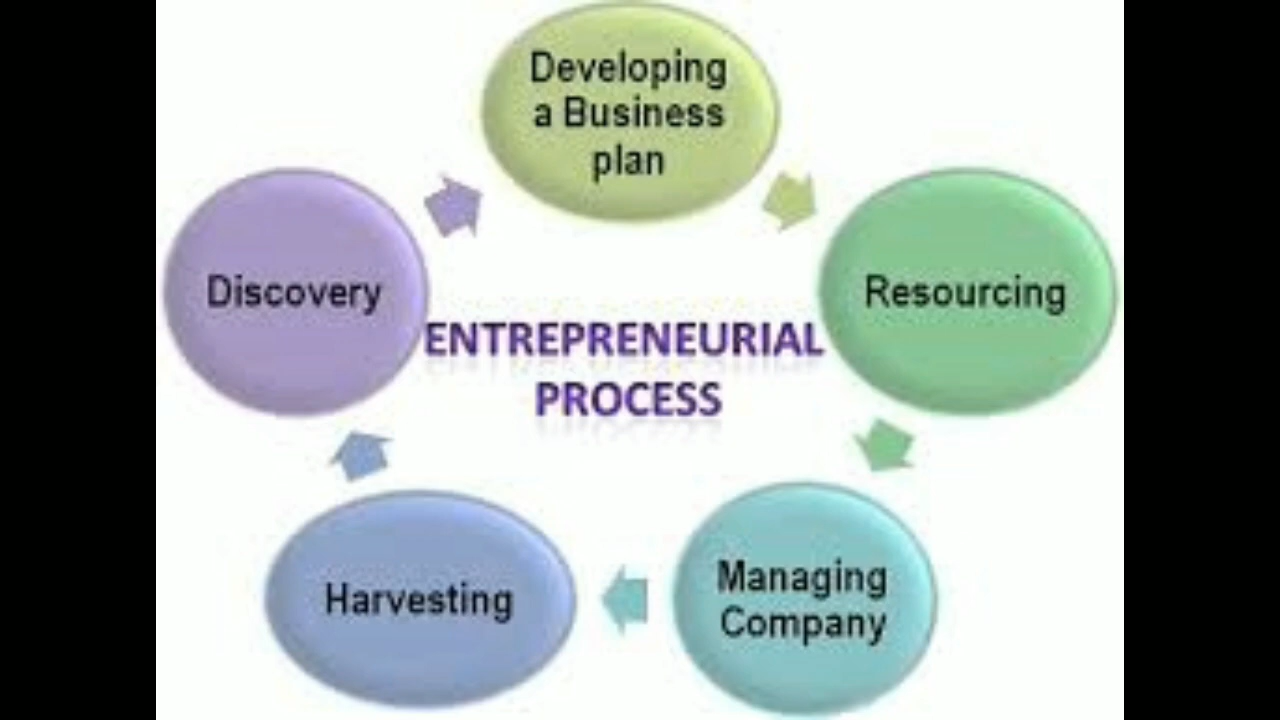 Developing
a Business
plan
Discovery
Resourcing
ENTREPRENEURIAL
PROCESS
Harvesting
Managing
Company